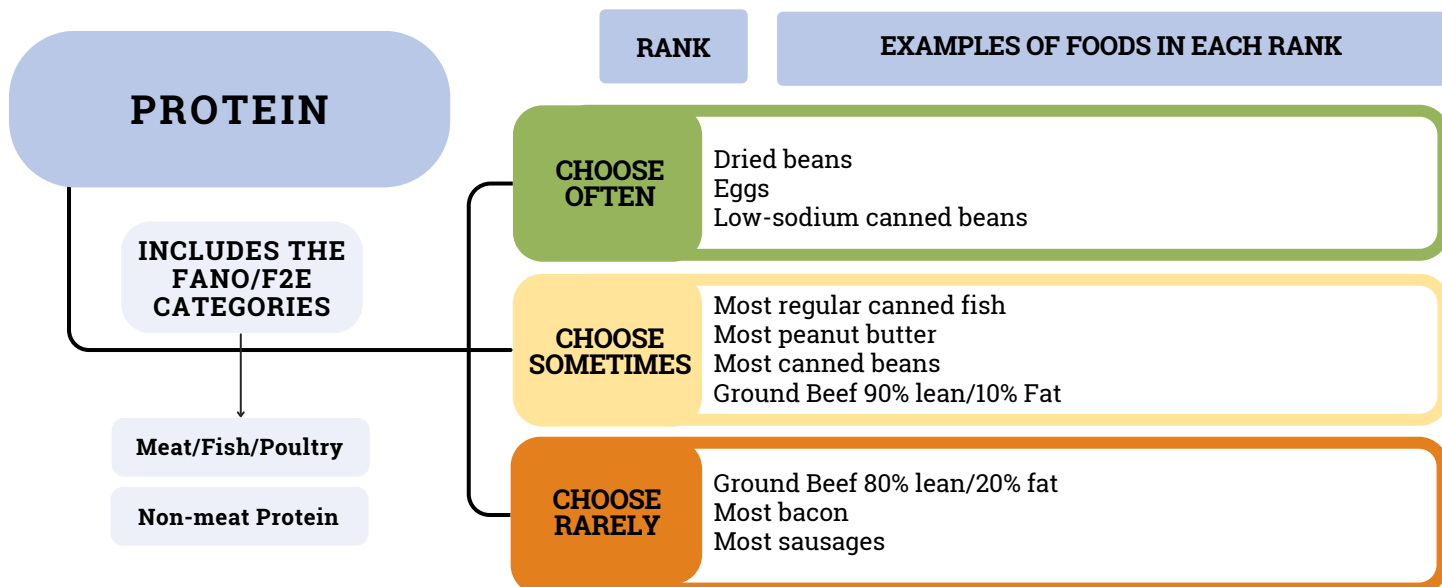 PROTEIN
INCLUDES THE
FANO/F2E
CATEGORIES
Meat/Fish/Poultry
Non-meat Protein
RANK
EXAMPLES OF FOODS IN EACH RANK
CHOOSE
OFTEN
Dried beans
Eggs
Low-sodium canned beans
CHOOSE
SOMETIMES
Most regular canned fish
Most peanut butter
Most canned beans
Ground Beef 90% lean/10% Fat
CHOOSE
RARELY
Ground Beef 80% lean/20% fat
Most bacon
Most sausages